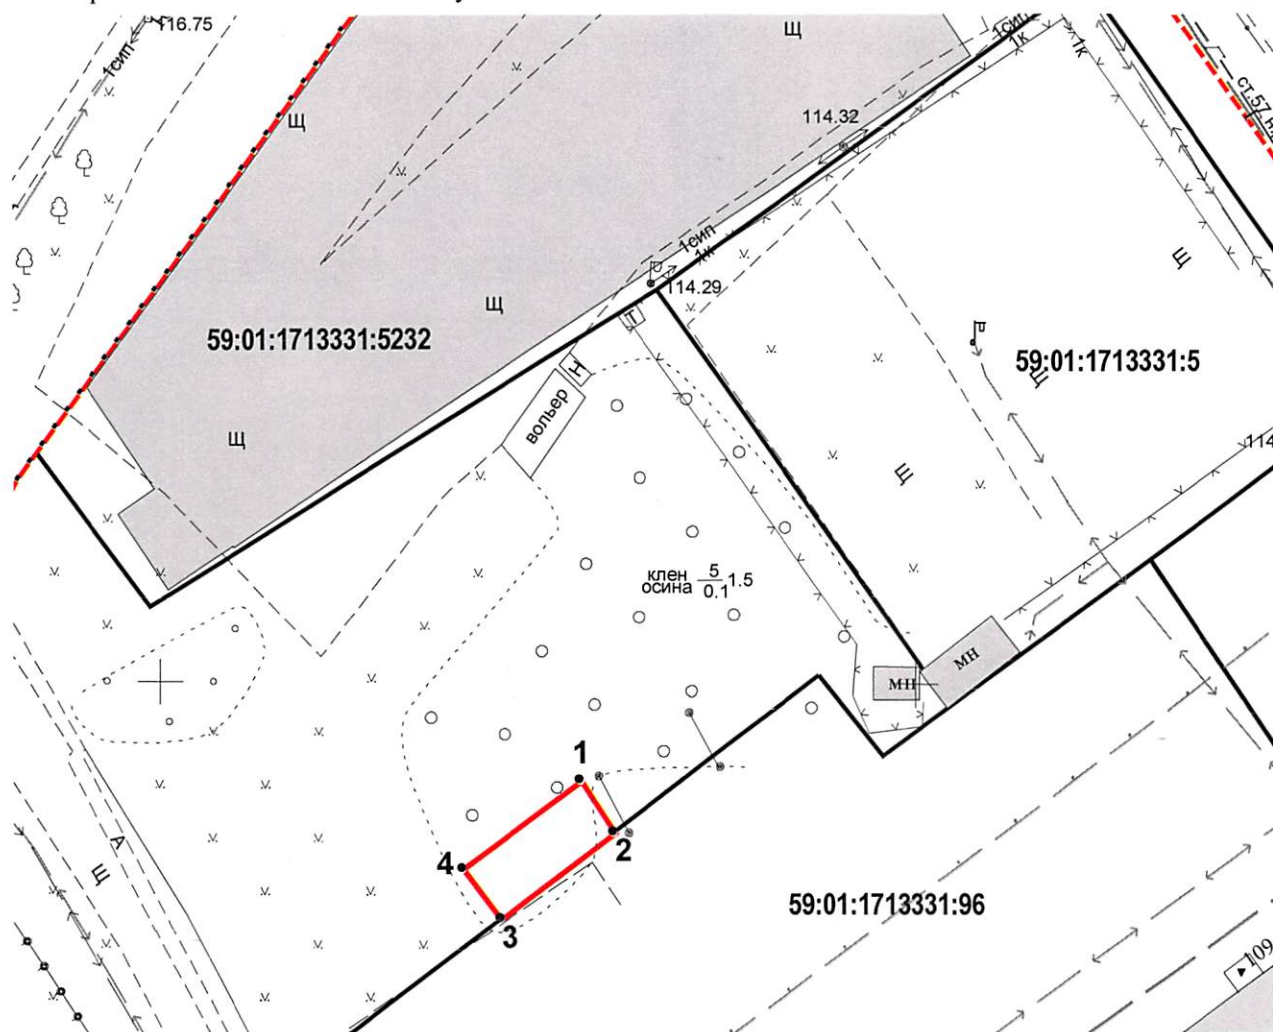 116.75
1сип
Щ
Щ
1сип
1к
1к
ст.57
114.32
1сип
1к
114.29
Т
Щ
Щ
59:01:1713331:5232
59:01:1713331:5
Щ
Н
вольер
Щ
114
Щ
клен
осина
5
0.1
1.5
МН
МН
1
2
4
3
А
Щ
59:01:1713331:96
109